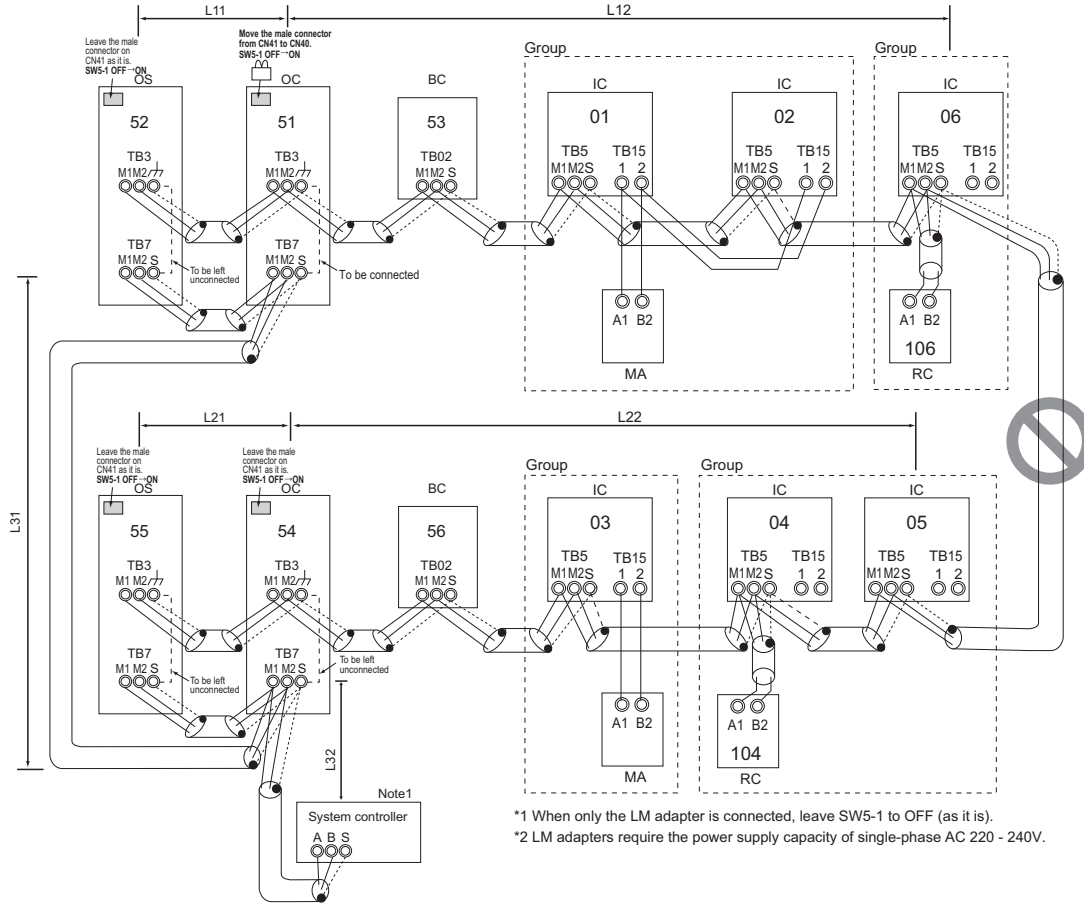 L11
L12
Leave the male
connector on
CN41 as it is.
SW5-1 OFF→ON
Move the male connector
from CN41 to CN40.
SW5-1 OFF→ON
Group
Group
OS
OC
BC
IC
IC
IC
52
51
53
01
02
06
TB3
TB3
TB02
TB5
TB15
TB5
TB15
TB5
TB15
M1M2
M1M2
M1M2 S
M1M2 S
1
2
M1M2 S
1
2
M1M2 S
1
2
TB7
TB7
M1M2 S
M1M2 S
To be left
unconnected
To be connected
A1
B2
MA
A1
B2
106
RC
L31
L21
L22
Leave the male
connector on
CN41 as it is.
SW5-1 OFF→ON
Leave the male
connector on
CN41 as it is.
SW5-1 OFF→ON
Group
Group
OS
OC
BC
IC
IC
IC
55
54
56
03
04
05
TB3
TB3
TB02
TB5
TB15
TB5
TB15
TB5
TB15
M1 M2
M1 M2
M1 M2 S
M1M2 S
1
2
M1M2 S
1
2
M1M2 S
1
2
TB7
TB7
M1 M2 S
M1 M2 S
To be left
unconnected
To be left
unconnected
A1
B2
MA
A1
B2
104
RC
L32
Note1
System controller
A B S
*1 When only the LM adapter is connected, leave SW5-1 to OFF (as it is).
*2 LM adapters require the power supply capacity of single-phase AC 220 - 240V.